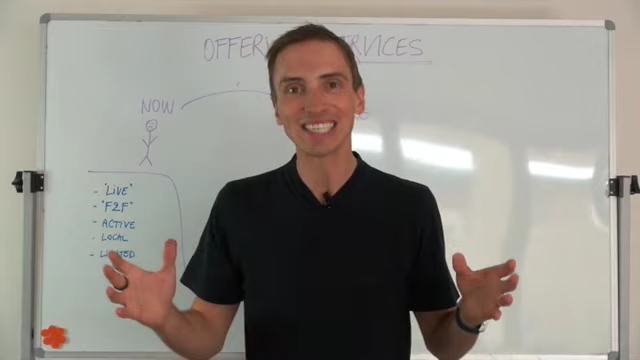 OFFER SERVICES
NOW
- "LIVE"
- "F2F"
- ACTIVE
- LOCAL